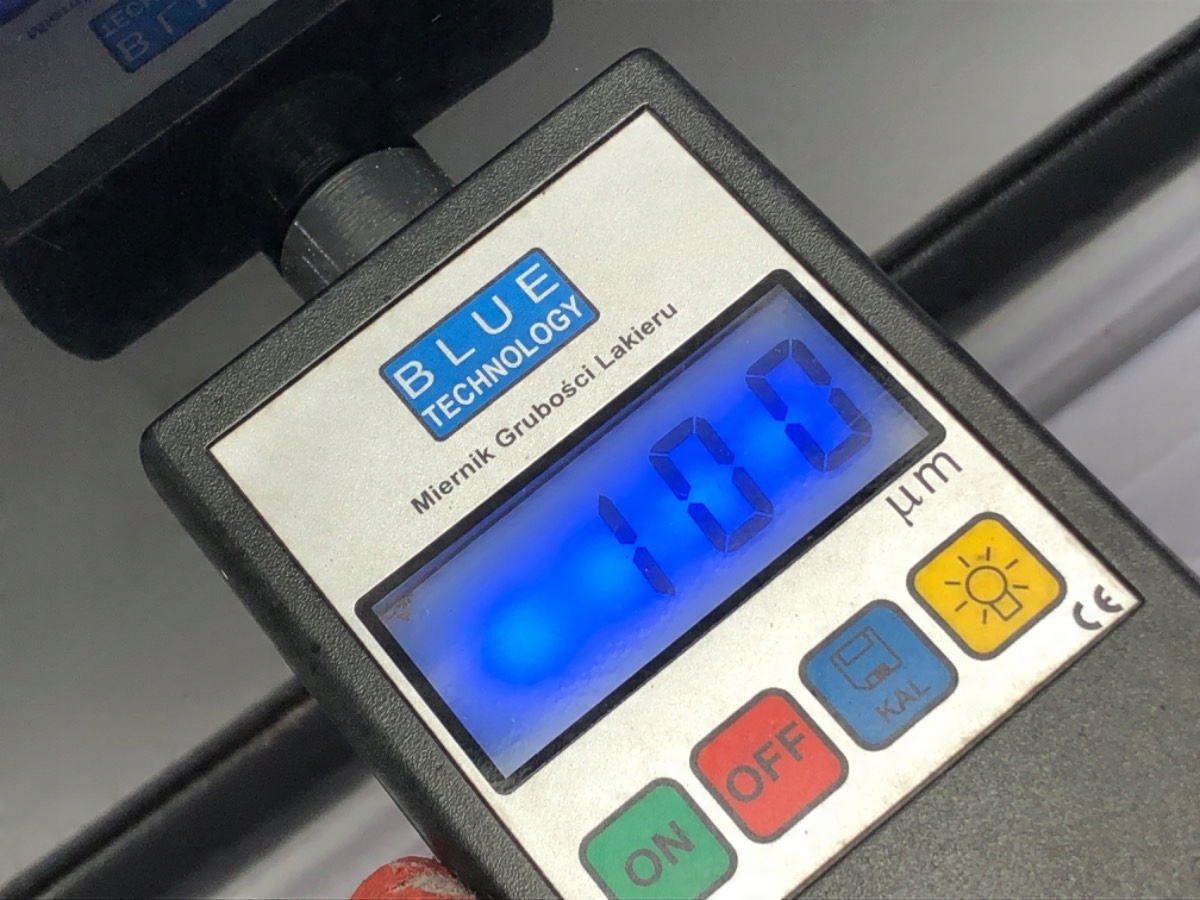 BLUE
TECHNOLOGY
Miernik Grubości Lakieru
100
μm
ON
OFF
KAL
CE